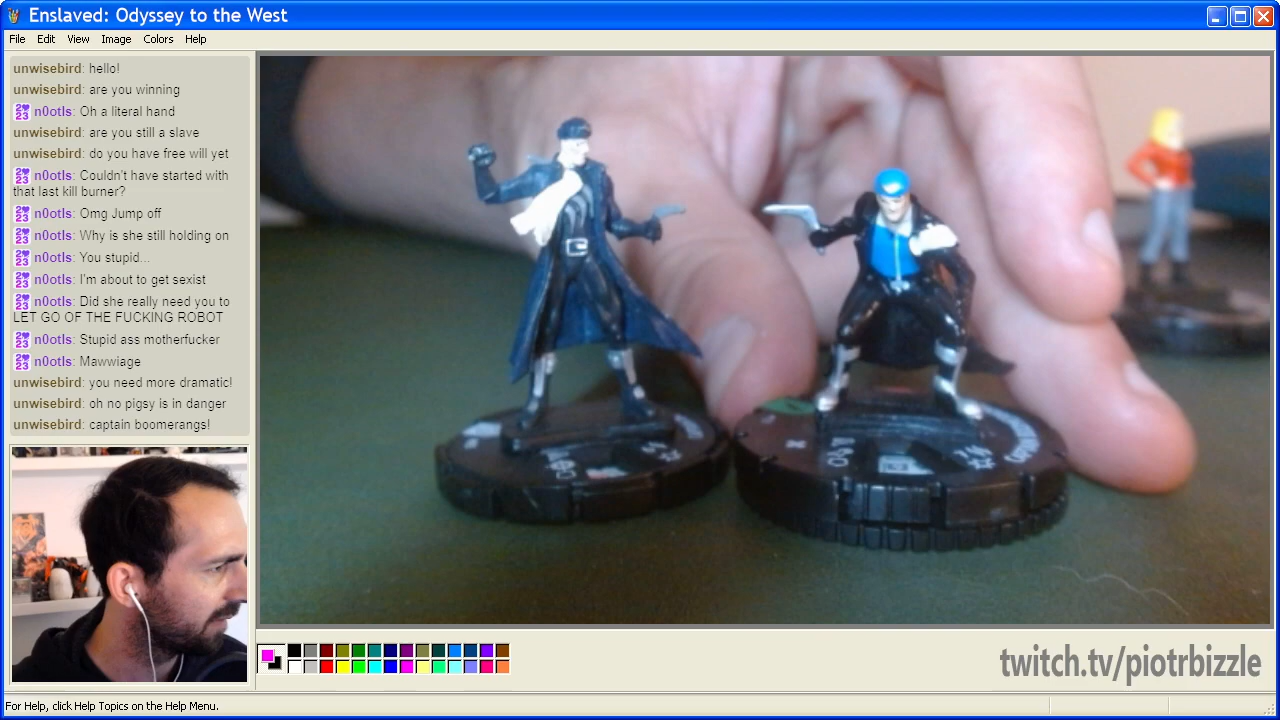 Enslaved: Odyssey to the West
File Edit View Image Colors Help
unwisebird: hello!
unwisebird: are you winning
n0otls: Oh a literal hand
unwisebird: are you still a slave
unwisebird: do you have free will yet
n0otls: Couldn't have started with
that last kill burner?
n0otls: Omg Jump off
n0otls: Why is she still holding on
n0otls: You stupid...
n0otls: I'm about to get sexist
n0otls: Did she really need you to
LET GO OF THE FUCKING ROBOT
n0otls: Stupid ass motherfucker
n0otls: Mawwiage
unwisebird: you need more dramatic!
unwisebird: oh no pigsy is in danger
unwisebird: captain boomerangs!
twitch.tv/piotrbizzle
For Help, click Help Topics on the Help Menu.